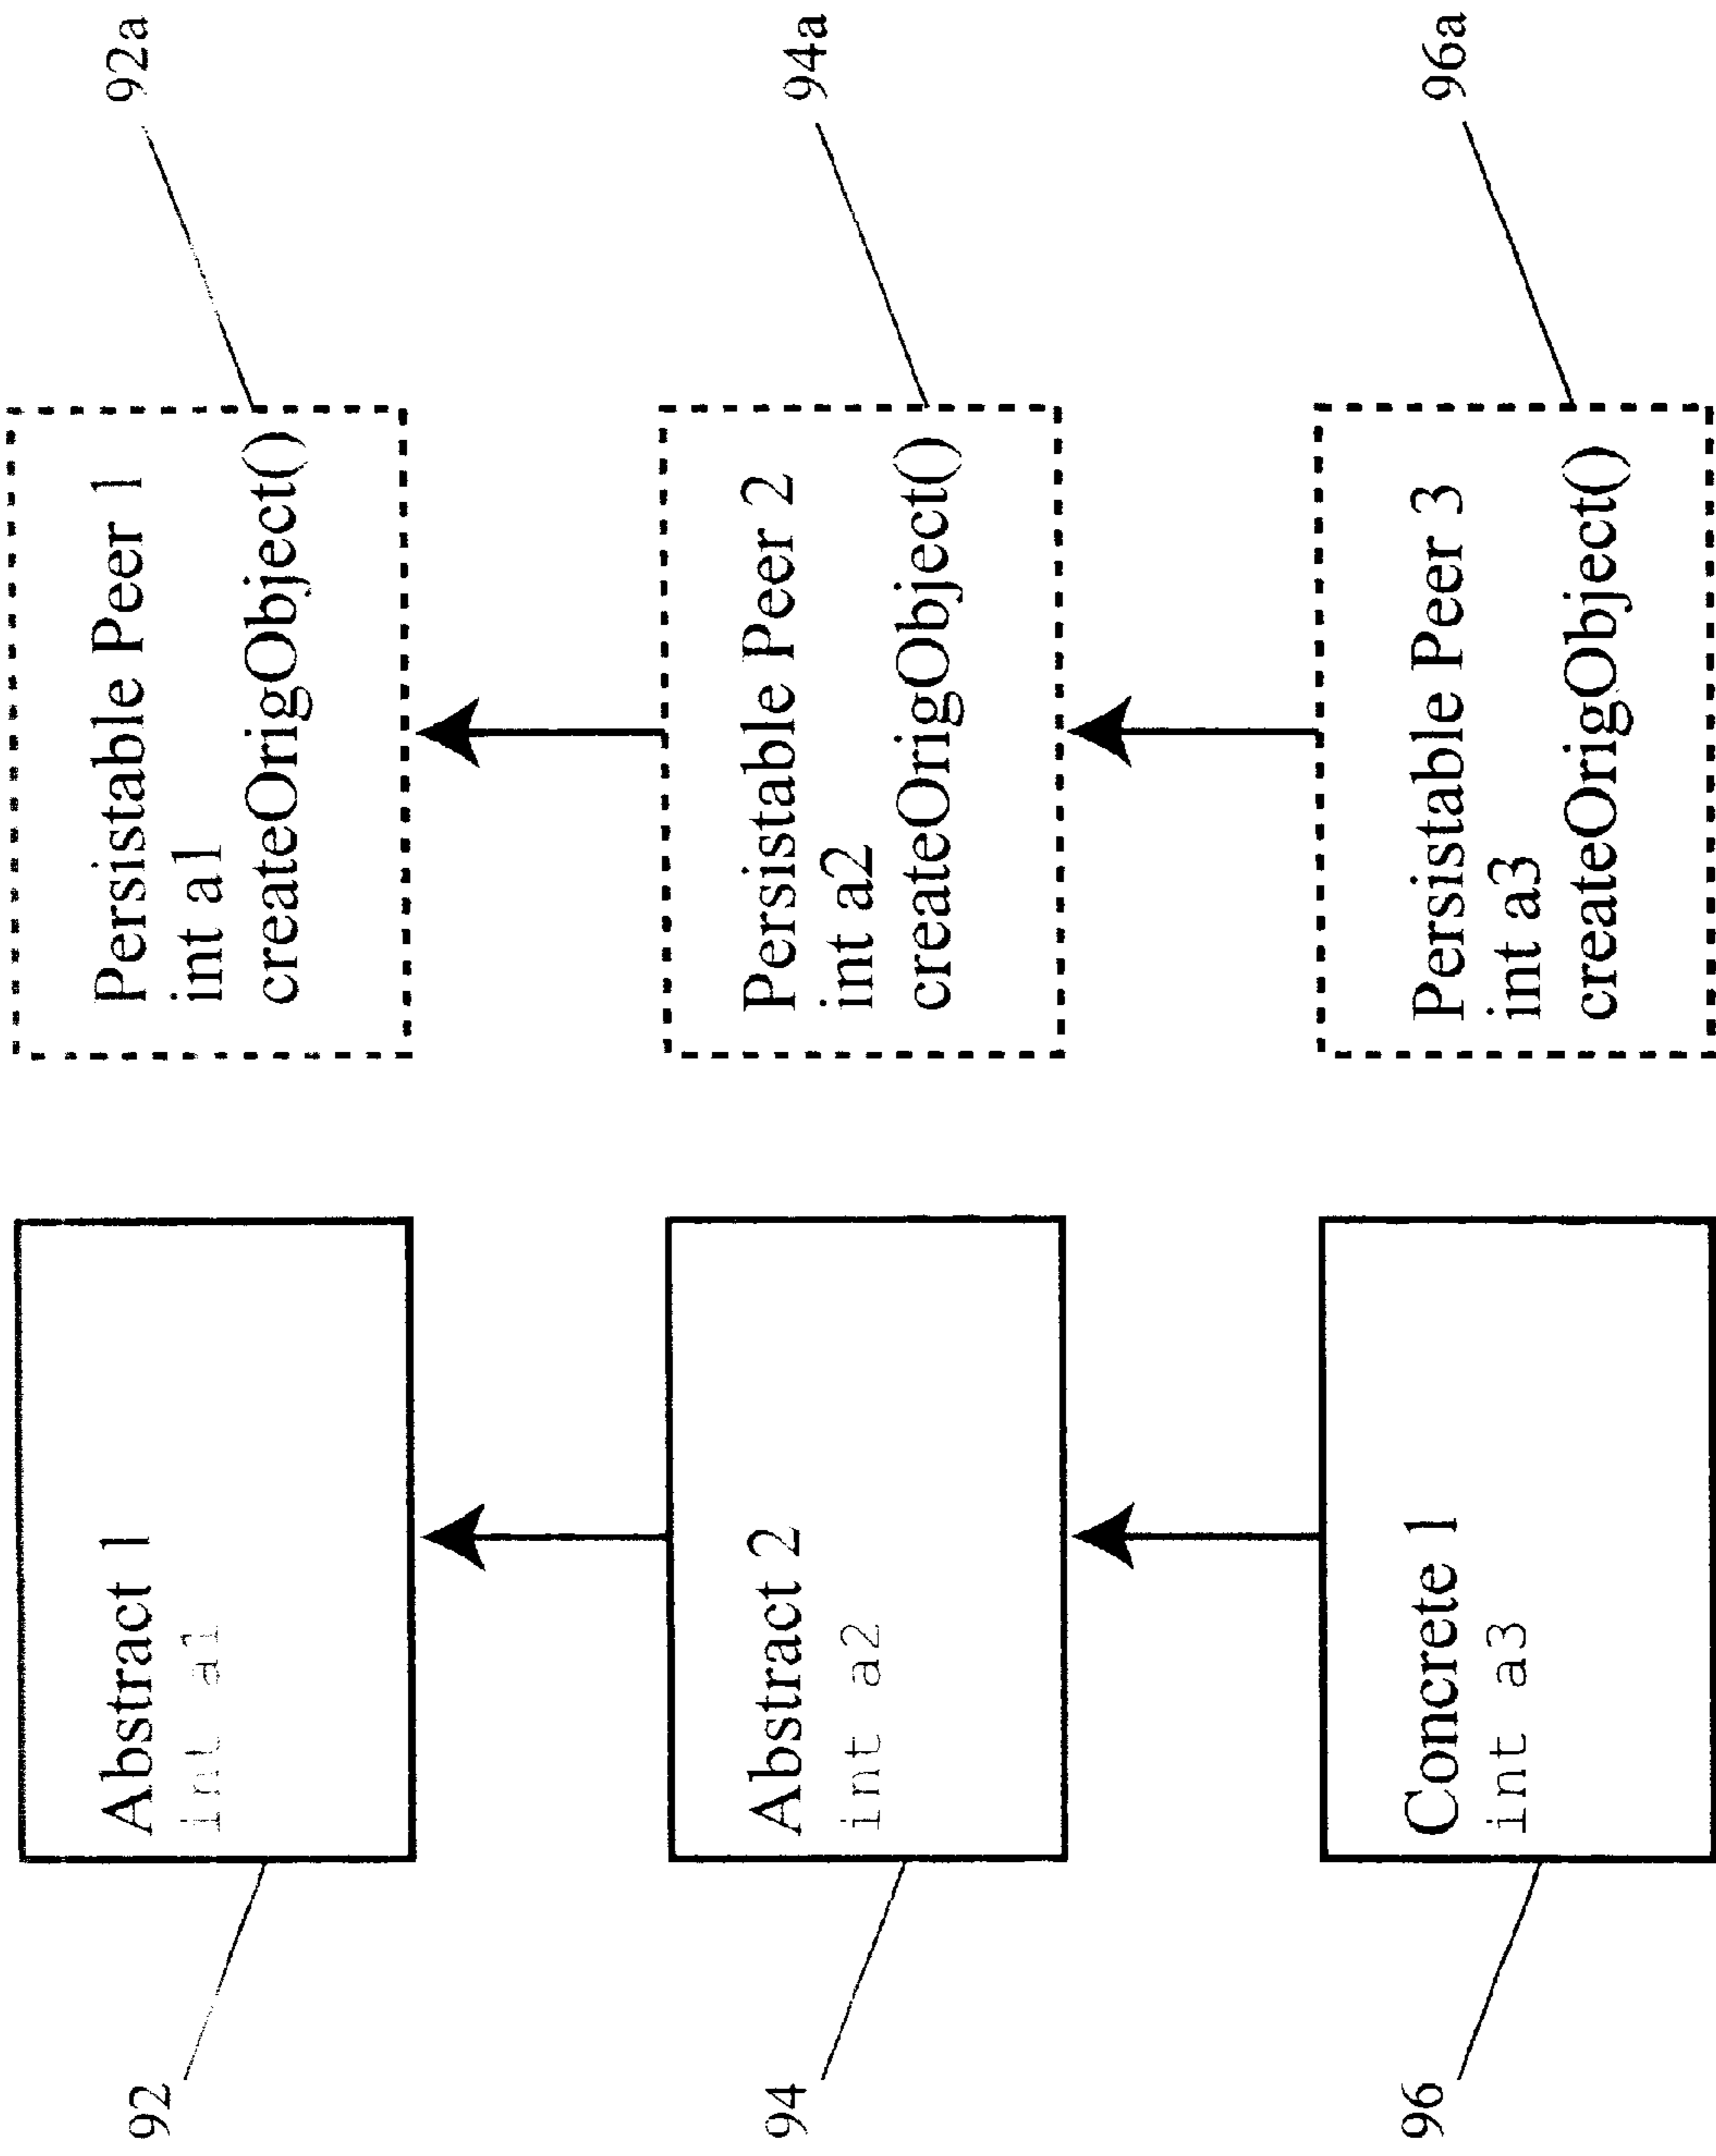 92
Abstract 1
int a1
Persistable Peer 1
int a1
createOrigObject()
92a
94
Abstract 2
int a2
Persistable Peer 2
int a2
createOrigObject()
94a
96
Concrete 1
int a3
Persistable Peer 3
int a3
createOrigObject()
96a